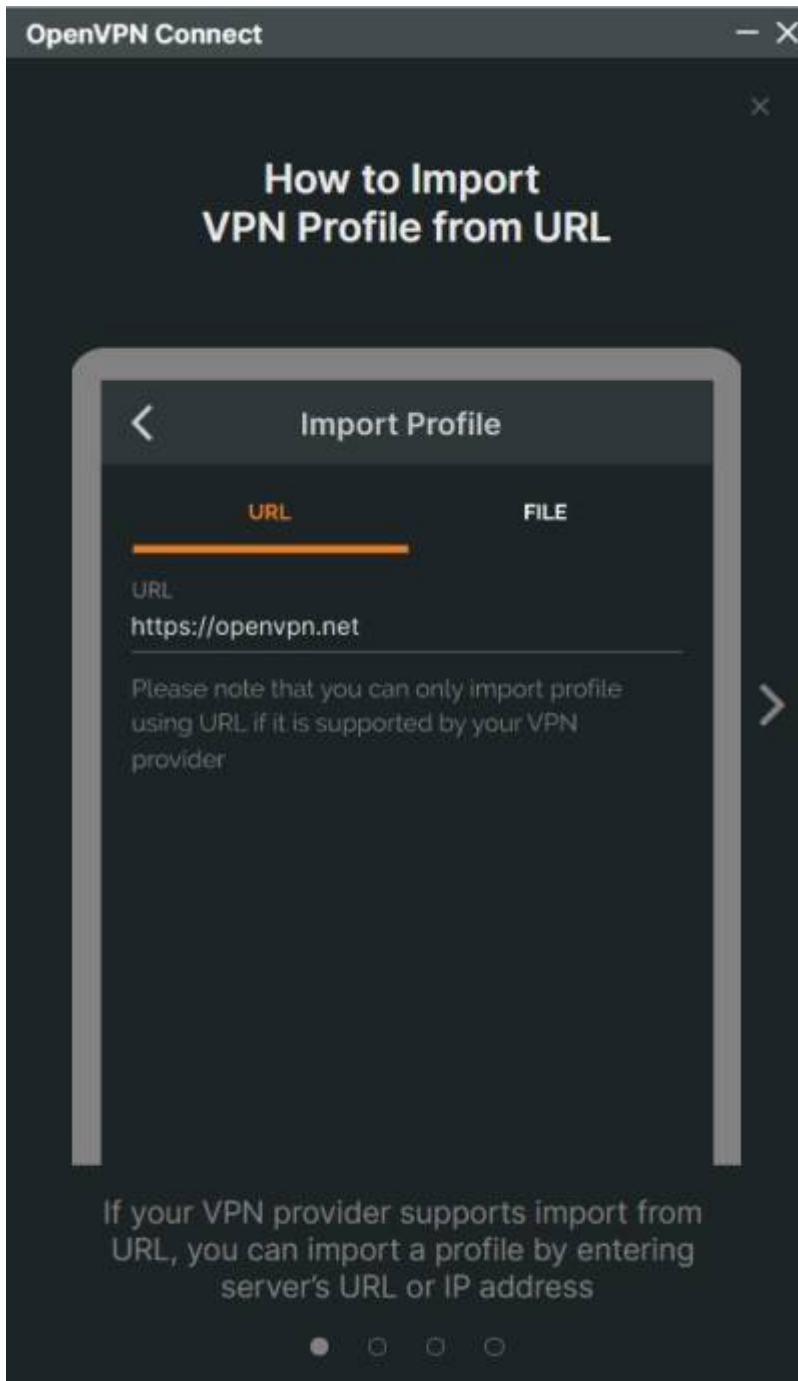 OpenVPN Connect
How to Import
VPN Profile from URL
Import Profile
URL
FILE
URL
https://openvpn.net
Please note that you can only import profile
using URL if it is supported by your VPN
provider
If your VPN provider supports import from
URL, you can import a profile by entering
server's URL or IP address